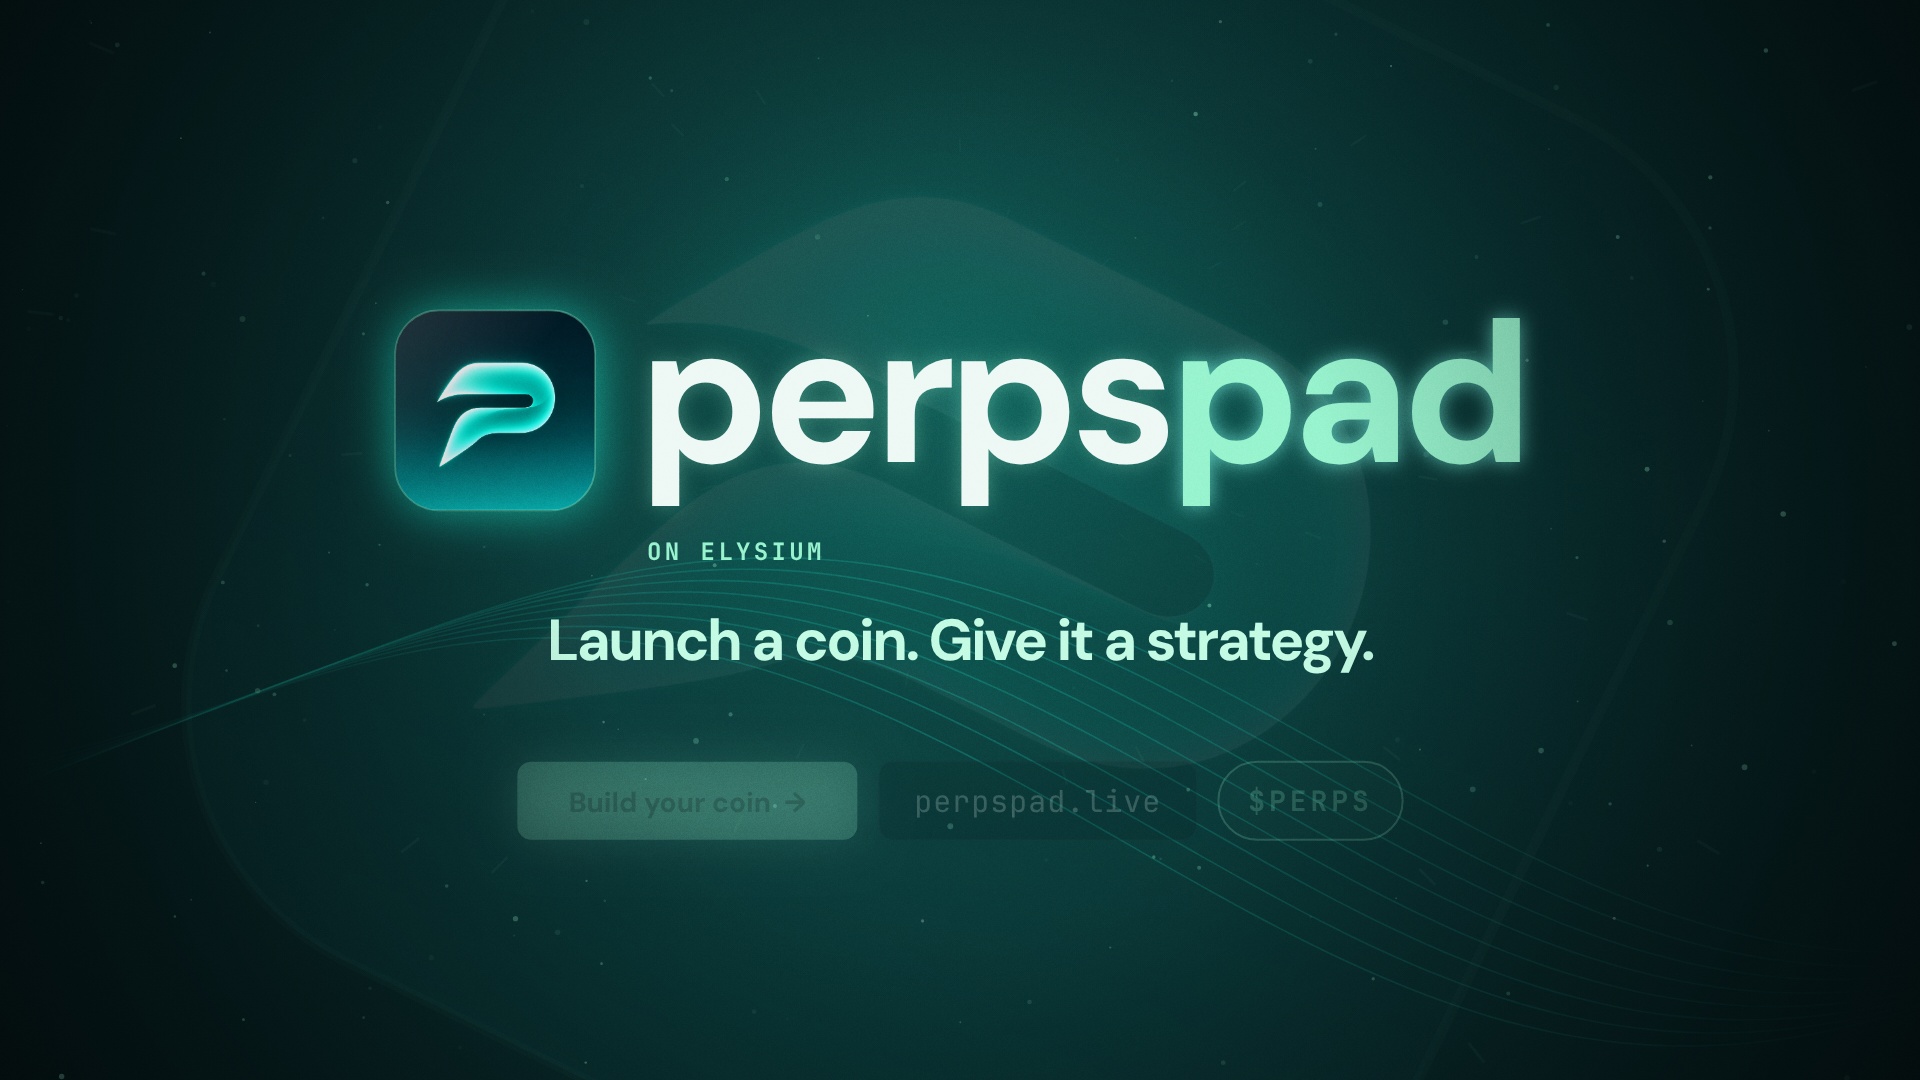 perpspad
ON ELYSIUM
Launch a coin. Give it a strategy.
Build your coin →
perpspad.live
$PERPS